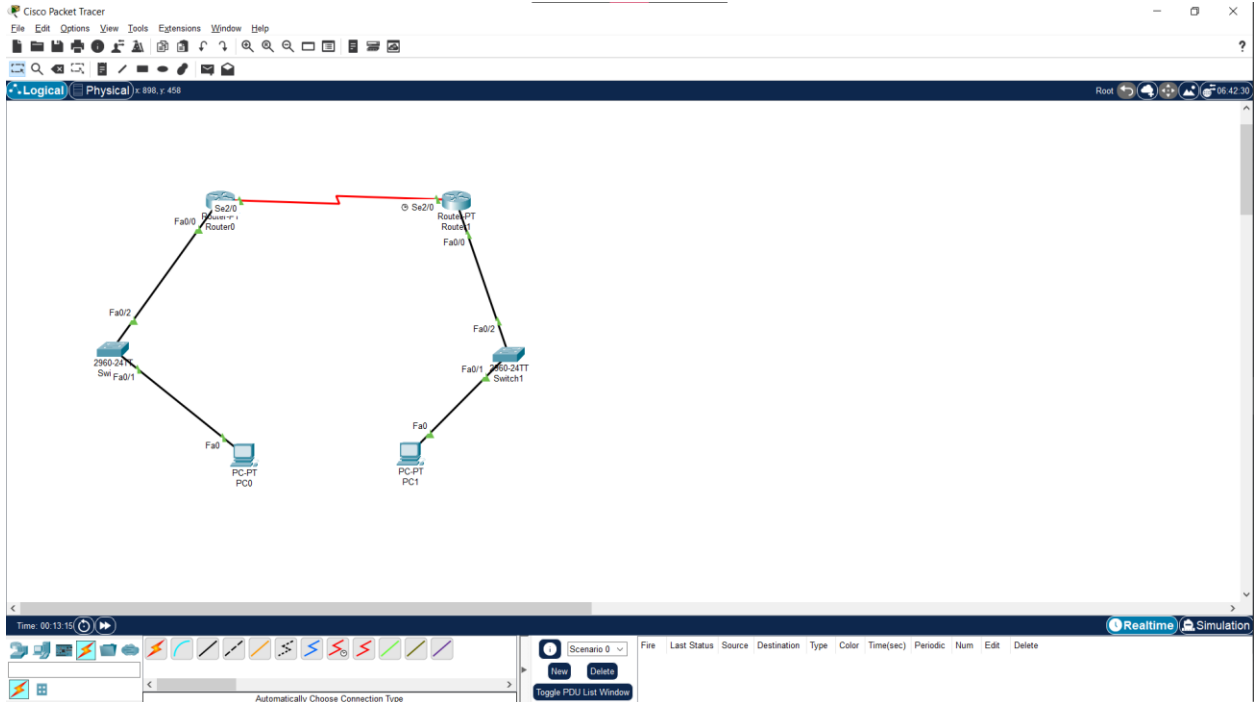 Cisco Packet Tracer
File Edit Options View Tools Extensions Window Help
?
Logical Physical x: 898, y: 458 Root 06:42:30
Se2/0
Fa0/0
Router0
Se2/0
Router-PT
Router1
Fa0/0
Fa0/2
2960-24TT
Fa0/1
Fa0/2
Fa0/1 2960-24TT
Switch1
Fa0
PC-PT
PC0
Fa0
PC-PT
PC1
Time: 00:13:15 Realtime Simulation
Scenario 0 Fire Last Status Source Destination Type Color Time(sec) Periodic Num Edit Delete
New Delete
Toggle PDU List Window
Automatically Choose Connection Type